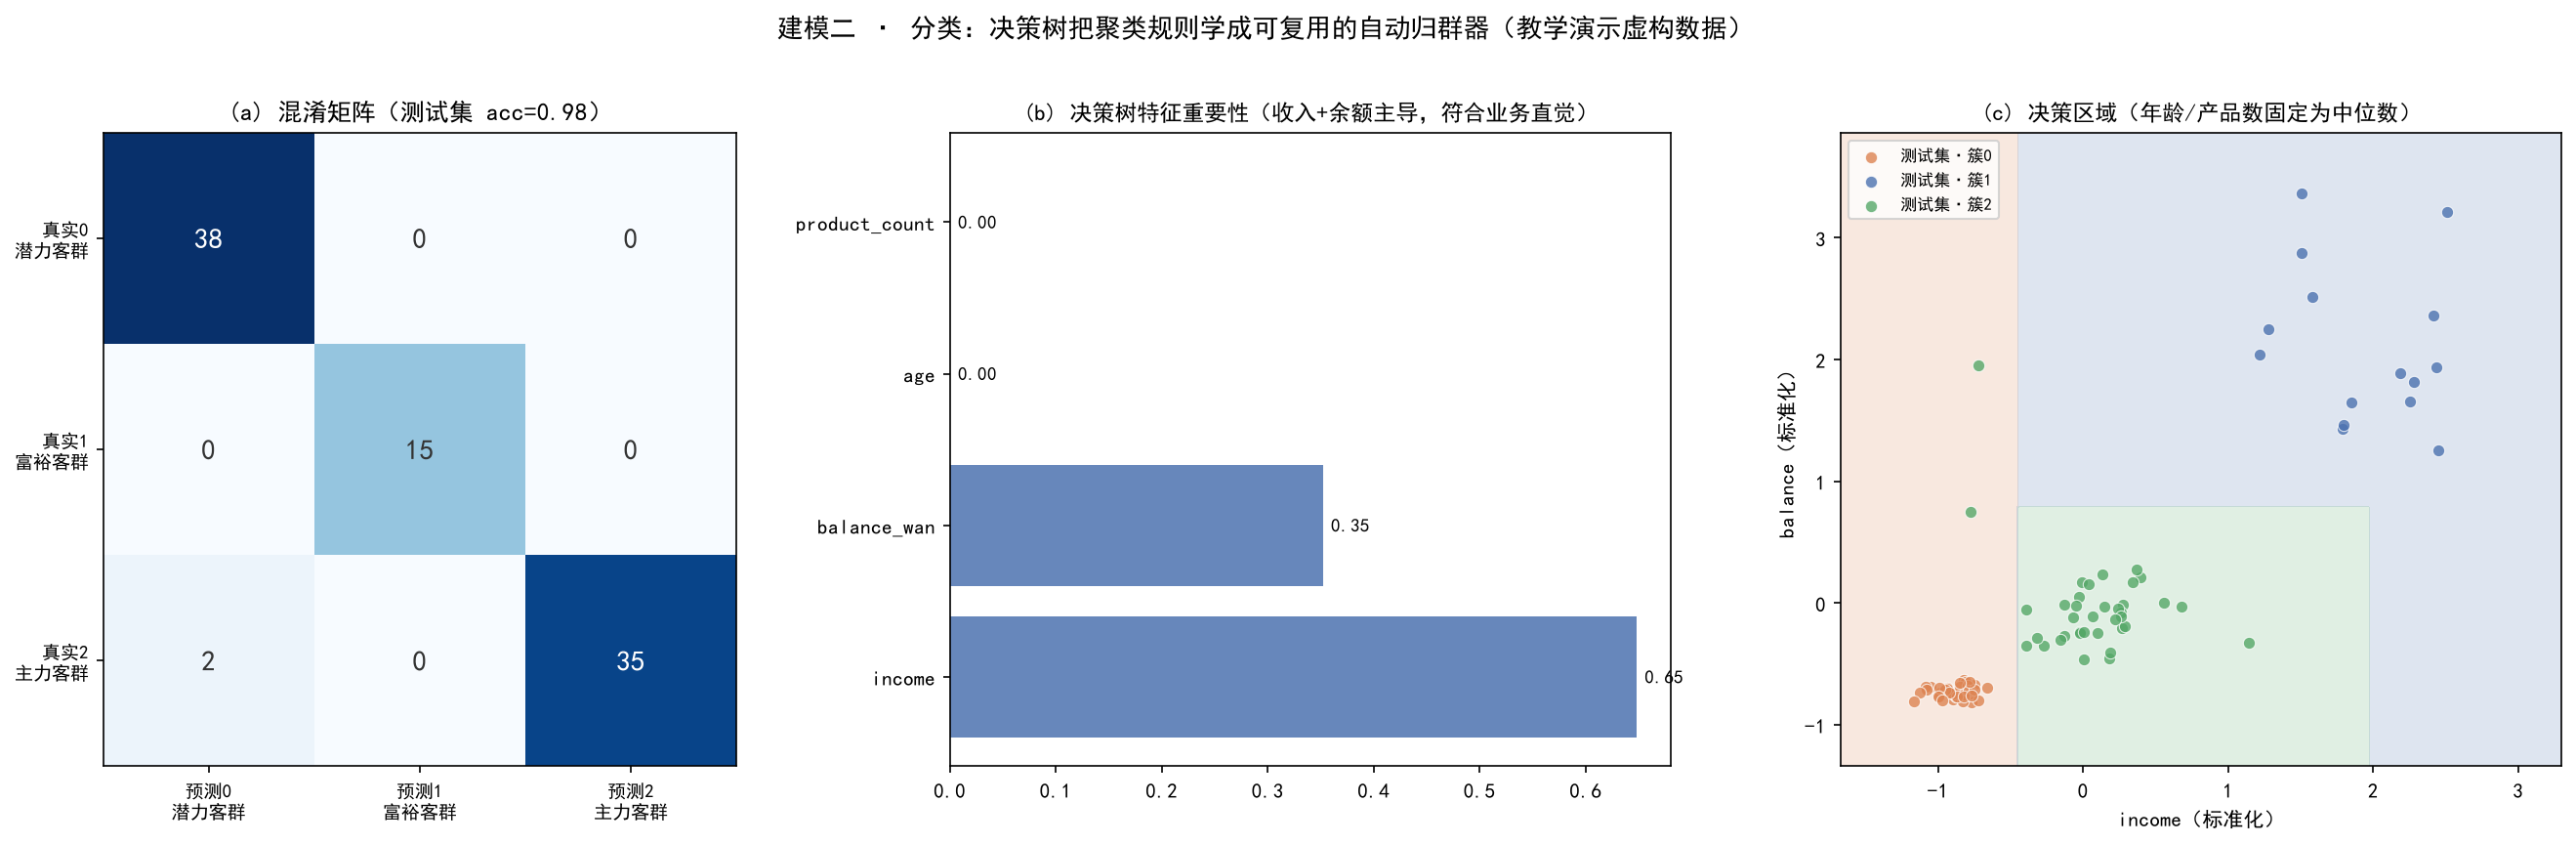 建模二 · 分类：决策树把聚类规则学成可复用的自动归群器（教学演示虚构数据）
(a) 混淆矩阵（测试集 acc=0.98）
真实0
潜力客群
真实1
富裕客群
真实2
主力客群
38
0
0
0
15
0
2
0
35
预测0
潜力客群
预测1
富裕客群
预测2
主力客群
(b) 决策树特征重要性（收入+余额主导，符合业务直觉）
product_count
0.00
age
0.00
balance_wan
0.35
income
0.65
0.0
0.1
0.2
0.3
0.4
0.5
0.6
(c) 决策区域（年龄/产品数固定为中位数）
测试集·簇0
测试集·簇1
测试集·簇2
balance（标准化）
3
2
1
0
−1
−1
0
1
2
3
income（标准化）